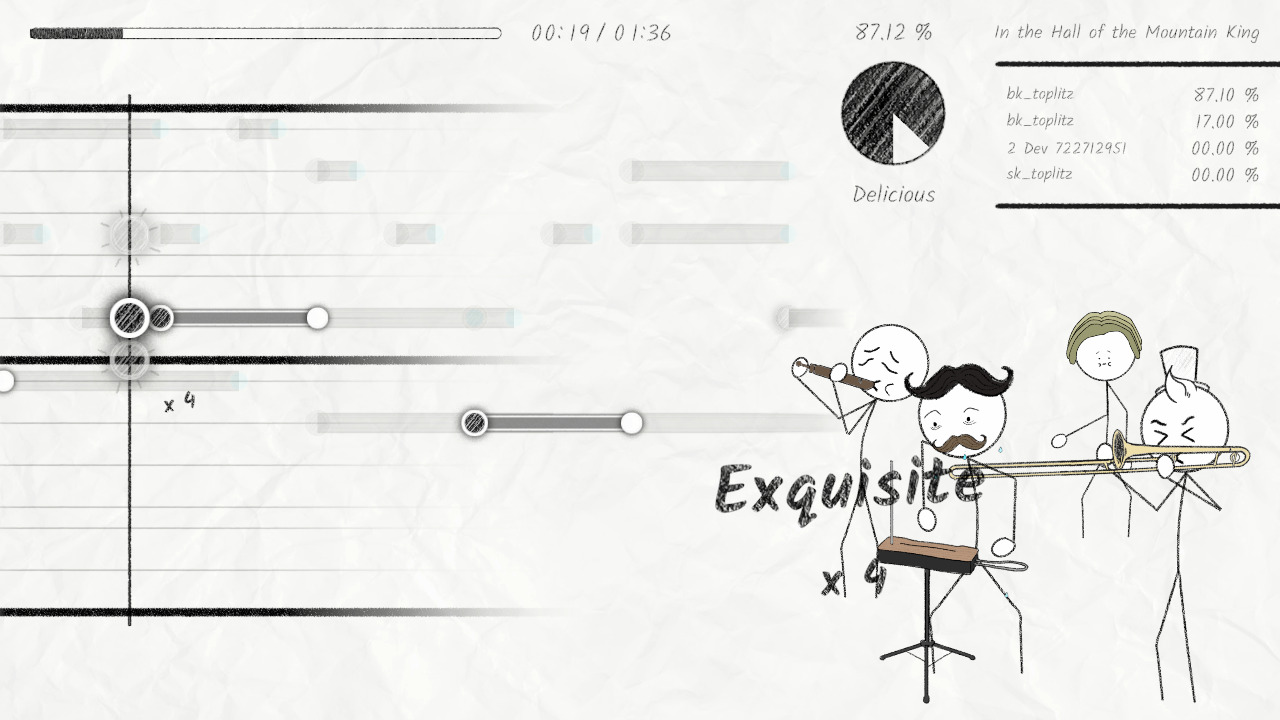 00:19 / 01:36
87.12 %
In the Hall of the Mountain King
bk_toplitz 87.10 %
bk_toplitz 17.00 %
2 Dev 722712951 00.00 %
sk_toplitz 00.00 %
Delicious
x 4
Exquisite
x 4